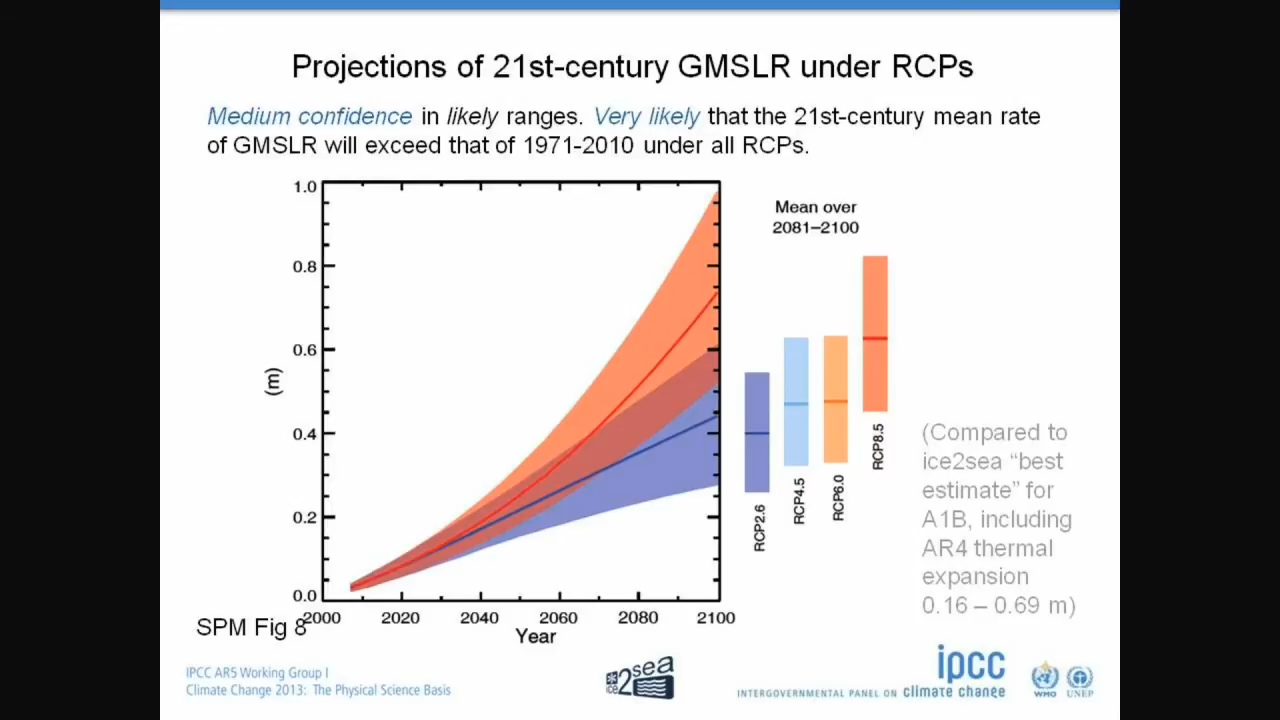 Projections of 21st-century GMSLR under RCPs
Medium confidence in likely ranges. Very likely that the 21st-century mean rate
of GMSLR will exceed that of 1971-2010 under all RCPs.
1.0
0.8
0.6
0.4
0.2
0.0
(m)
2000
2020
2040
2060
2080
2100
Year
Mean over
2081–2100
RCP2.6
RCP4.5
RCP6.0
RCP8.5
(Compared to
ice2sea “best
estimate” for
A1B, including
AR4 thermal
expansion
0.16 – 0.69 m)
SPM Fig 8
IPCC AR5 Working Group I
Climate Change 2013: The Physical Science Basis
ice2sea
ipcc
INTERGOVERNMENTAL PANEL ON climate change
WMO
UNEP